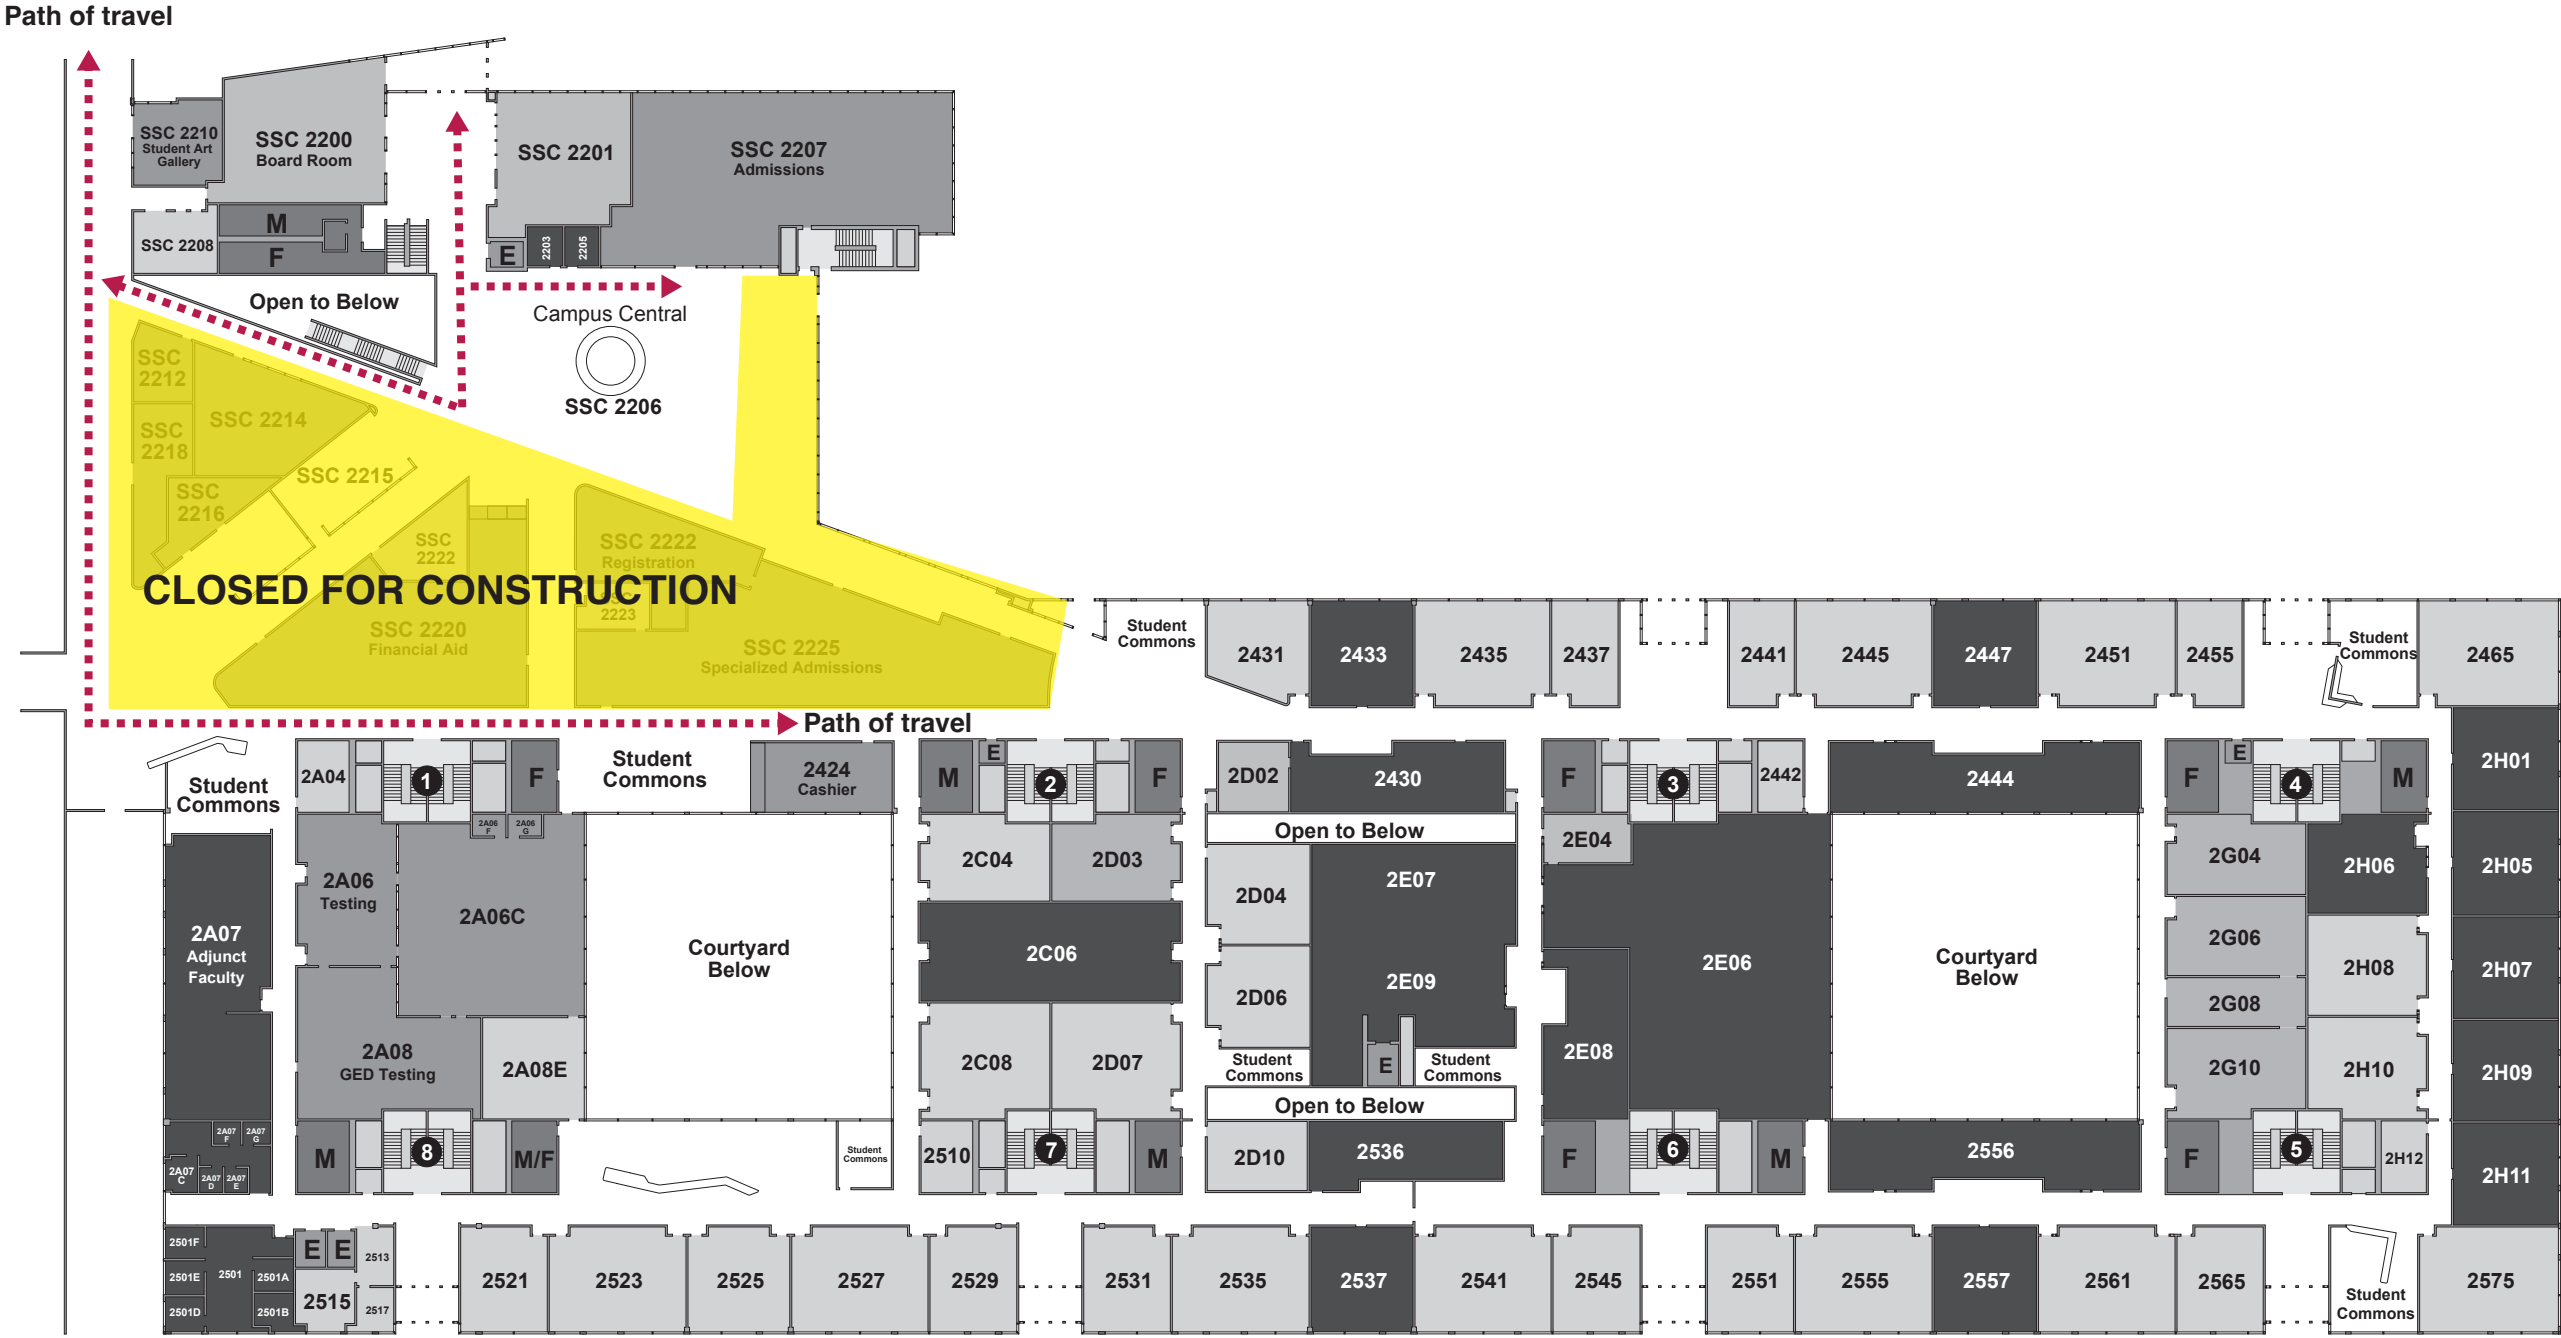 Path of travel
SSC 2210
Student Art
Gallery
SSC 2200
Board Room
SSC 2201
SSC 2207
Admissions
M
F
SSC 2208
E
2203
2205
Open to Below
Campus Central
SSC 2206
SSC
2212
SSC 2214
SSC
2218
SSC 2215
SSC
2216
SSC
2222
SSC 2222
Registration
CLOSED FOR CONSTRUCTION
SSC
2223
SSC 2220
Financial Aid
SSC 2225
Specialized Admissions
Student
Commons
2431
2433
2435
2437
2441
2445
2447
2451
2455
Student
Commons
2465
Path of travel
Student
Commons
2A04
1
F
Student
Commons
2424
Cashier
M
E
2
F
2D02
2430
F
3
2442
2444
F
E
4
M
2H01
2A06
F
2A06
G
Open to Below
2A06
Testing
2A06C
2C04
2D03
2D04
2E07
2E04
2G04
2H06
2H05
2A07
Adjunct
Faculty
Courtyard
Below
2C06
2D06
2E09
2E06
Courtyard
Below
2G06
2H08
2H07
2G08
2A08
GED Testing
2A08E
2C08
2D07
Student
Commons
E
Student
Commons
2E08
2G10
2H10
2H09
Open to Below
2A07
F
2A07
G
2A07
C
2A07
D
2A07
E
M
8
M/F
Student
Commons
2510
7
M
2D10
2536
F
6
M
2556
F
5
2H12
2H11
2501F
2501E
2501D
2501
2501A
2501B
E
E
2513
2515
2517
2521
2523
2525
2527
2529
2531
2535
2537
2541
2545
2551
2555
2557
2561
2565
Student
Commons
2575